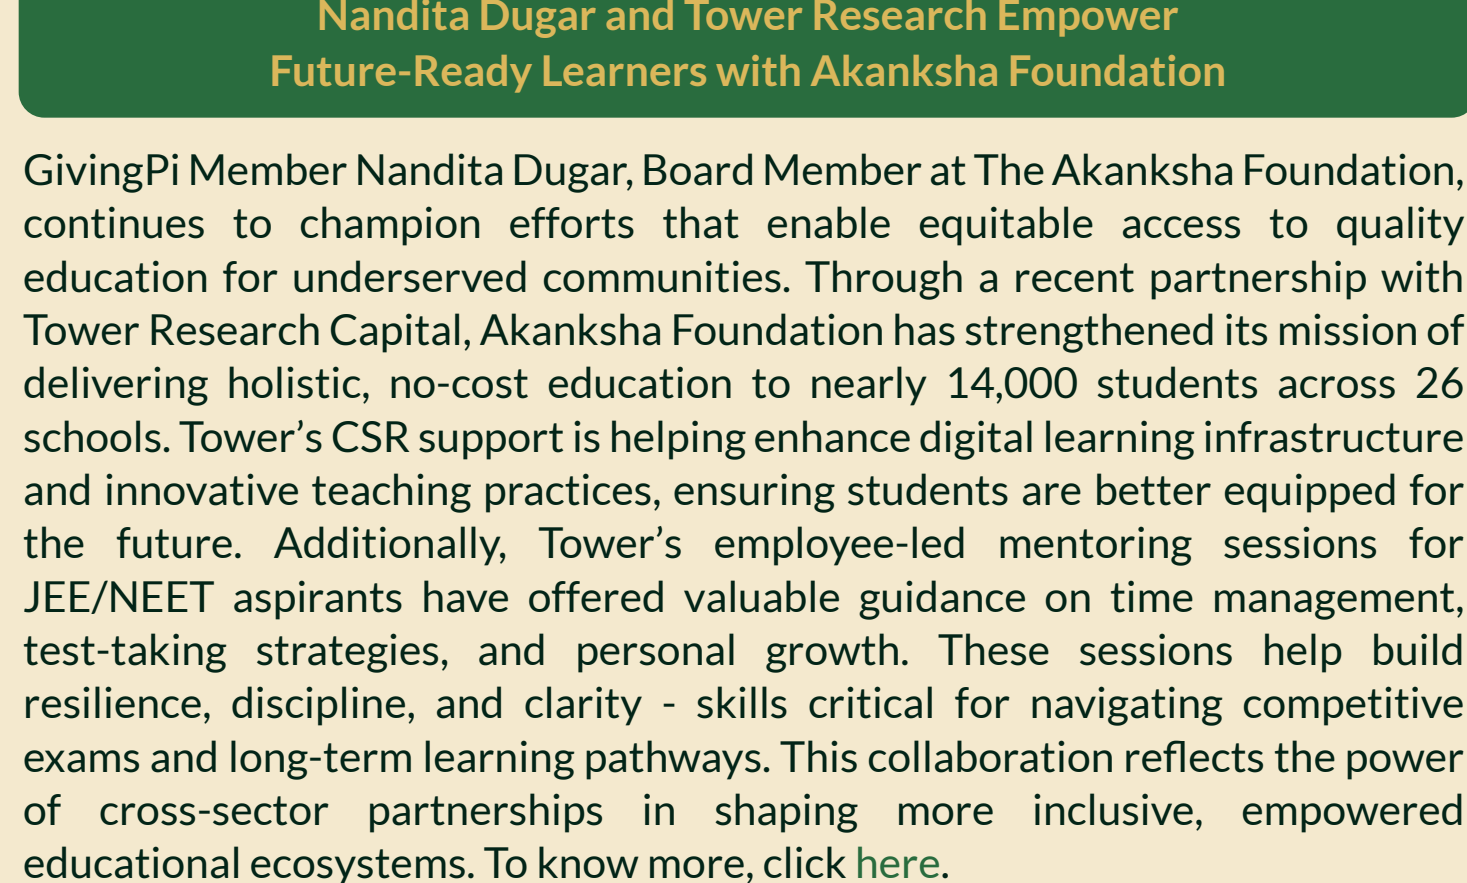 Nandita Dugar and Tower Research Empower
Future-Ready Learners with Akanksha Foundation
GivingPi Member Nandita Dugar, Board Member at The Akanksha Foundation,
continues to champion efforts that enable equitable access to quality
education for underserved communities. Through a recent partnership with
Tower Research Capital, Akanksha Foundation has strengthened its mission of
delivering holistic, no-cost education to nearly 14,000 students across 26
schools. Tower’s CSR support is helping enhance digital learning infrastructure
and innovative teaching practices, ensuring students are better equipped for
the future. Additionally, Tower’s employee-led mentoring sessions for
JEE/NEET aspirants have offered valuable guidance on time management,
test-taking strategies, and personal growth. These sessions help build
resilience, discipline, and clarity - skills critical for navigating competitive
exams and long-term learning pathways. This collaboration reflects the power
of cross-sector partnerships in shaping more inclusive, empowered
educational ecosystems. To know more, click here.